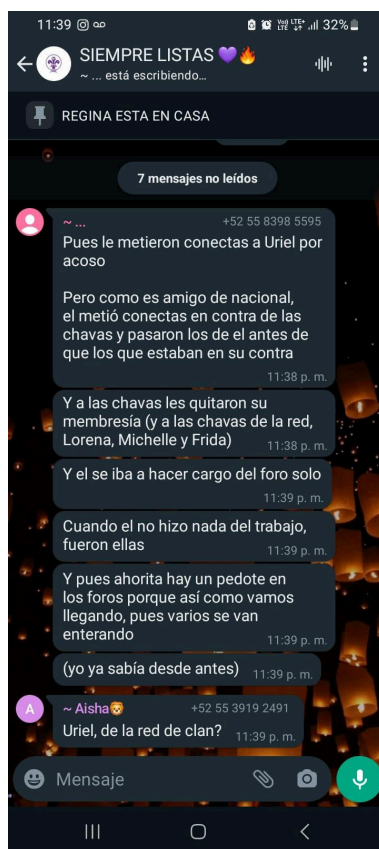 11:39
Vo)) LTE+
LTE 32%
SIEMPRE LISTAS 💜🔥
~ ... está escribiendo...
REGINA ESTA EN CASA
7 mensajes no leídos
~ ... +52 55 8398 5595
Pues le metieron conectas a Uriel por
acoso
Pero como es amigo de nacional,
el metió conectas en contra de las
chavas y pasaron los de el antes de
que los que estaban en su contra
11:38 p. m.
Y a las chavas les quitaron su
membresía (y a las chavas de la red,
Lorena, Michelle y Frida) 11:38 p. m.
Y el se iba a hacer cargo del foro solo
11:39 p. m.
Cuando el no hizo nada del trabajo,
fueron ellas 11:39 p. m.
Y pues ahorita hay un pedote en
los foros porque así como vamos
llegando, pues varios se van
enterando 11:39 p. m.
(yo ya sabía desde antes) 11:39 p. m.
A ~ Aisha🦁 +52 55 3919 2491
Uriel, de la red de clan? 11:39 p. m.
Mensaje